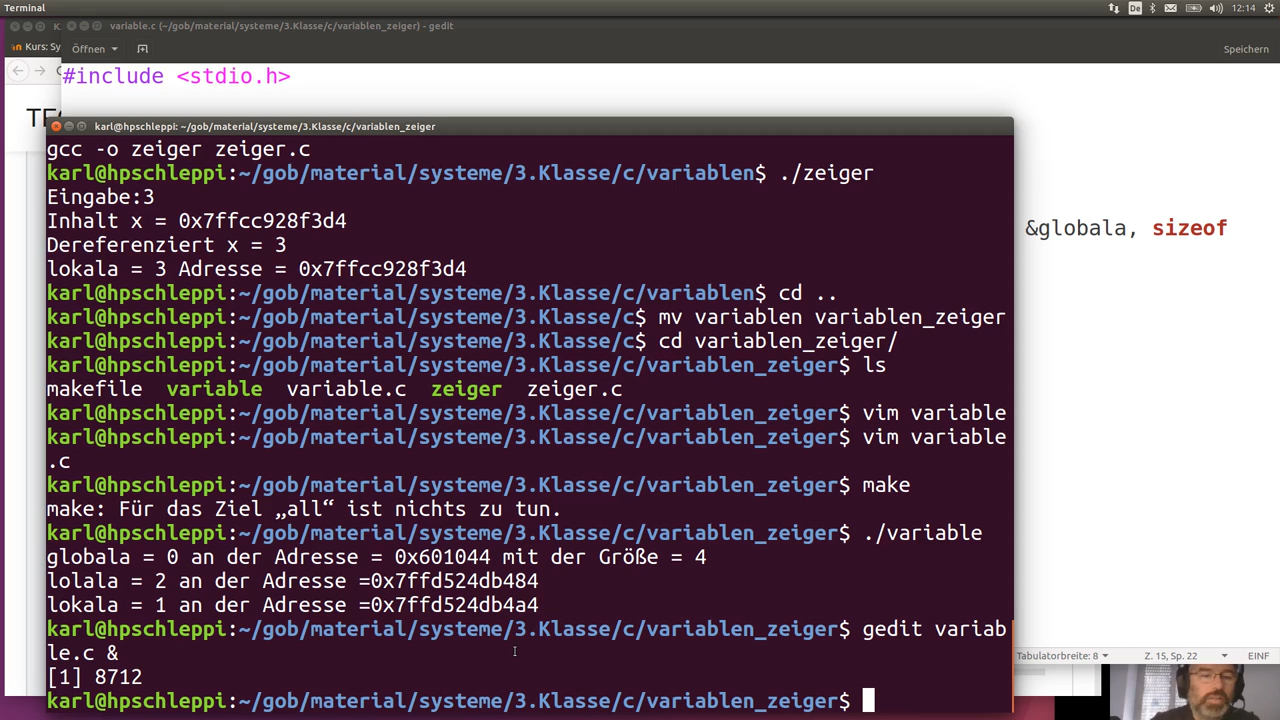 Terminal
De
12:14
variable.c (~/gob/material/systeme/3.Klasse/c/variablen_zeiger) - gedit
Kurs: Sy
Öffnen
Speichern
#include <stdio.h>
karl@hpschleppi: ~/gob/material/systeme/3.Klasse/c/variablen_zeiger
gcc -o zeiger zeiger.c
karl@hpschleppi:~/gob/material/systeme/3.Klasse/c/variablen$ ./zeiger
Eingabe:3
Inhalt x = 0x7ffcc928f3d4
&globala, sizeof
Dereferenziert x = 3
lokala = 3 Adresse = 0x7ffcc928f3d4
karl@hpschleppi:~/gob/material/systeme/3.Klasse/c/variablen$ cd ..
karl@hpschleppi:~/gob/material/systeme/3.Klasse/c$ mv variablen variablen_zeiger
karl@hpschleppi:~/gob/material/systeme/3.Klasse/c$ cd variablen_zeiger/
karl@hpschleppi:~/gob/material/systeme/3.Klasse/c/variablen_zeiger$ ls
makefile variable variable.c zeiger zeiger.c
karl@hpschleppi:~/gob/material/systeme/3.Klasse/c/variablen_zeiger$ vim variable
karl@hpschleppi:~/gob/material/systeme/3.Klasse/c/variablen_zeiger$ vim variable
.c
karl@hpschleppi:~/gob/material/systeme/3.Klasse/c/variablen_zeiger$ make
make: Für das Ziel „all“ ist nichts zu tun.
karl@hpschleppi:~/gob/material/systeme/3.Klasse/c/variablen_zeiger$ ./variable
globala = 0 an der Adresse = 0x601044 mit der Größe = 4
lolala = 2 an der Adresse =0x7ffd524db484
lokala = 1 an der Adresse =0x7ffd524db4a4
karl@hpschleppi:~/gob/material/systeme/3.Klasse/c/variablen_zeiger$ gedit variab
le.c &
[1] 8712
karl@hpschleppi:~/gob/material/systeme/3.Klasse/c/variablen_zeiger$
Tabulatorbreite: 8
Z. 15, Sp. 22
EINF